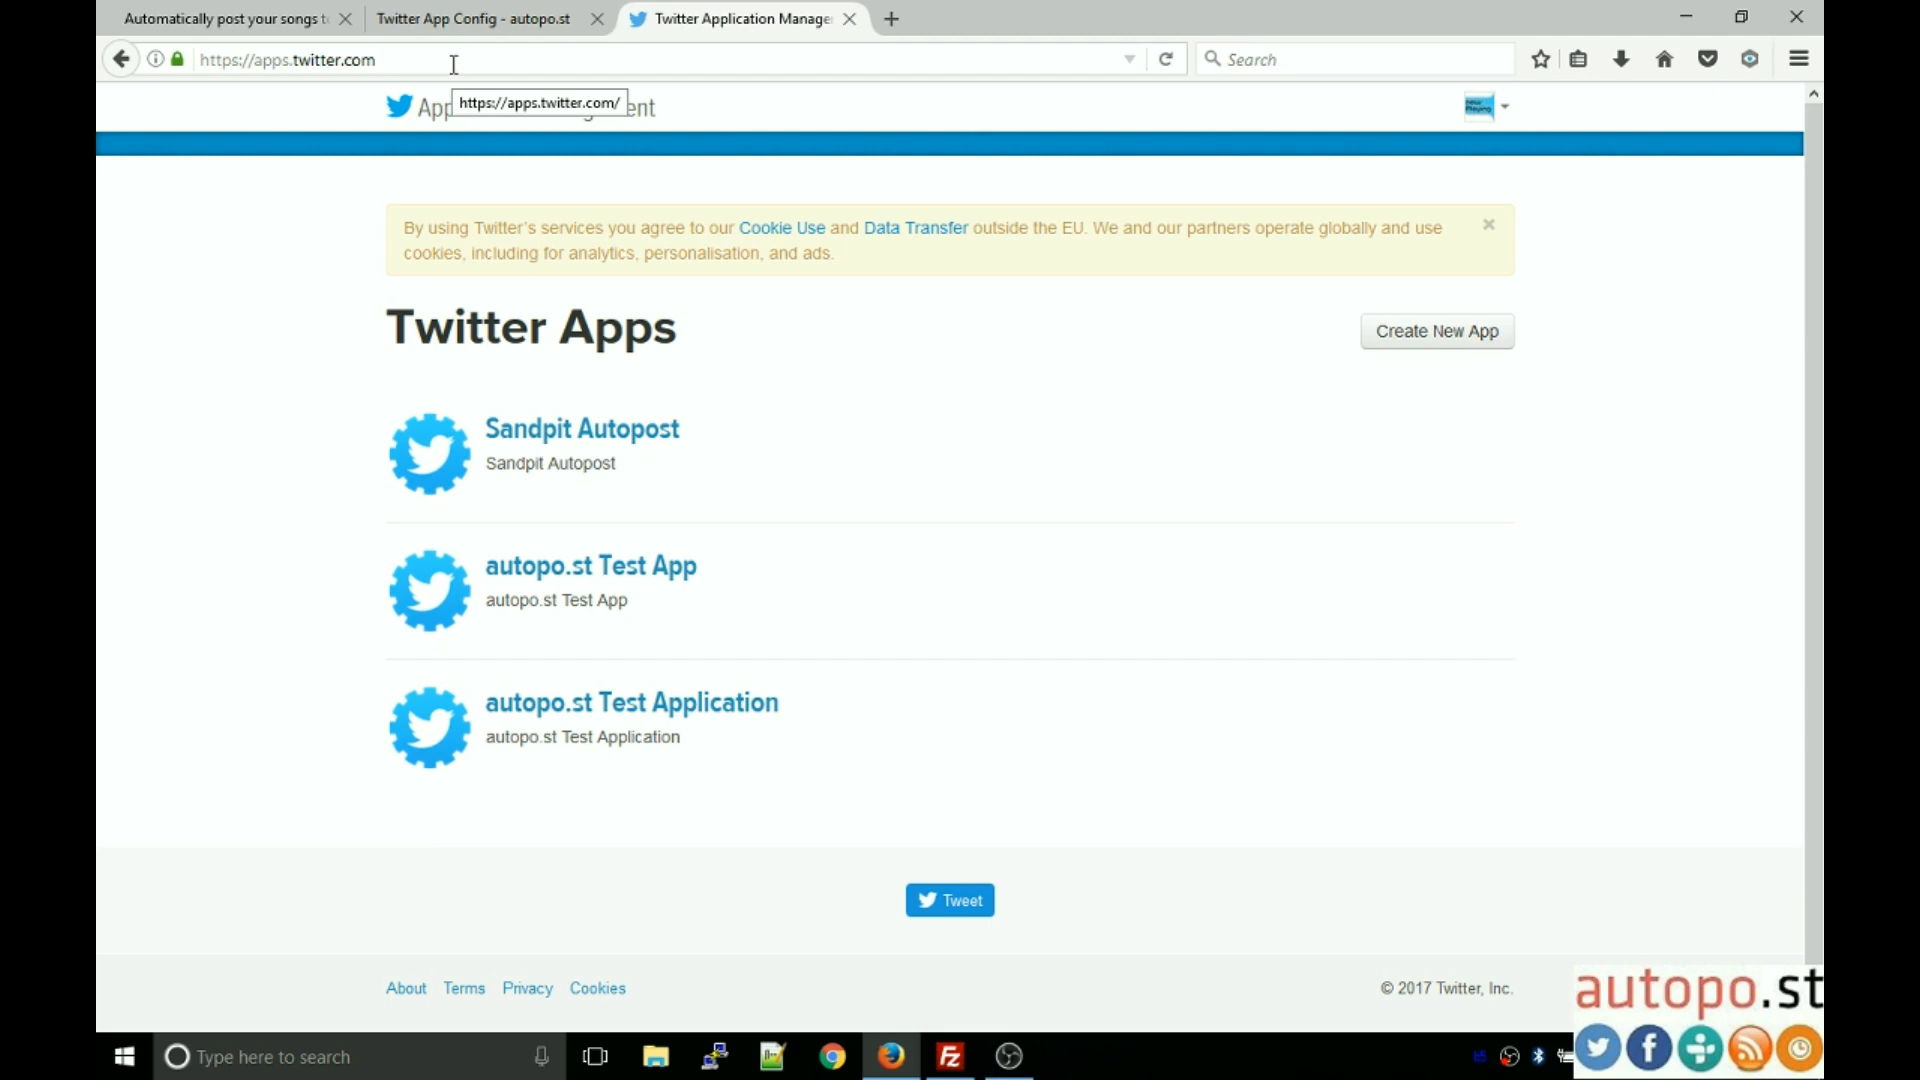 Automatically post your songs t
Twitter App Config - autopo.st
Twitter Application Manage
https://apps.twitter.com
Search
https://apps.twitter.com/
By using Twitter's services you agree to our Cookie Use and Data Transfer outside the EU. We and our partners operate globally and use
cookies, including for analytics, personalisation, and ads.
Twitter Apps
Create New App
Sandpit Autopost
Sandpit Autopost
autopo.st Test App
autopo.st Test App
autopo.st Test Application
autopo.st Test Application
Tweet
About Terms Privacy Cookies
© 2017 Twitter, Inc.
autopo.st
Type here to search